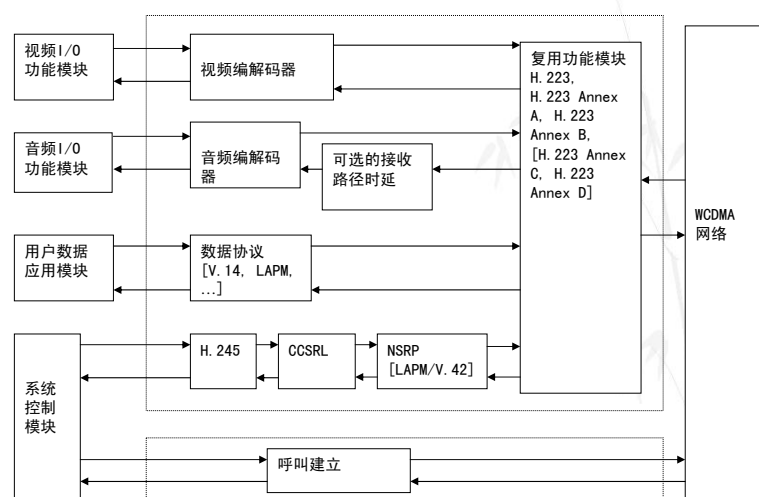 视频I/O
功能模块
视频编解码器
复用功能模块
H.223,
H.223 Annex
A, H.223
Annex B,
[H.223 Annex
C, H.223
Annex D]
音频I/O
功能模块
音频编解码
器
可选的接收
路径时延
WCDMA
网络
用户数据
应用模块
数据协议
[V.14, LAPM,
...]
H.245
CCSRL
NSRP
[LAPM/V.42]
系统
控制
模块
呼叫建立